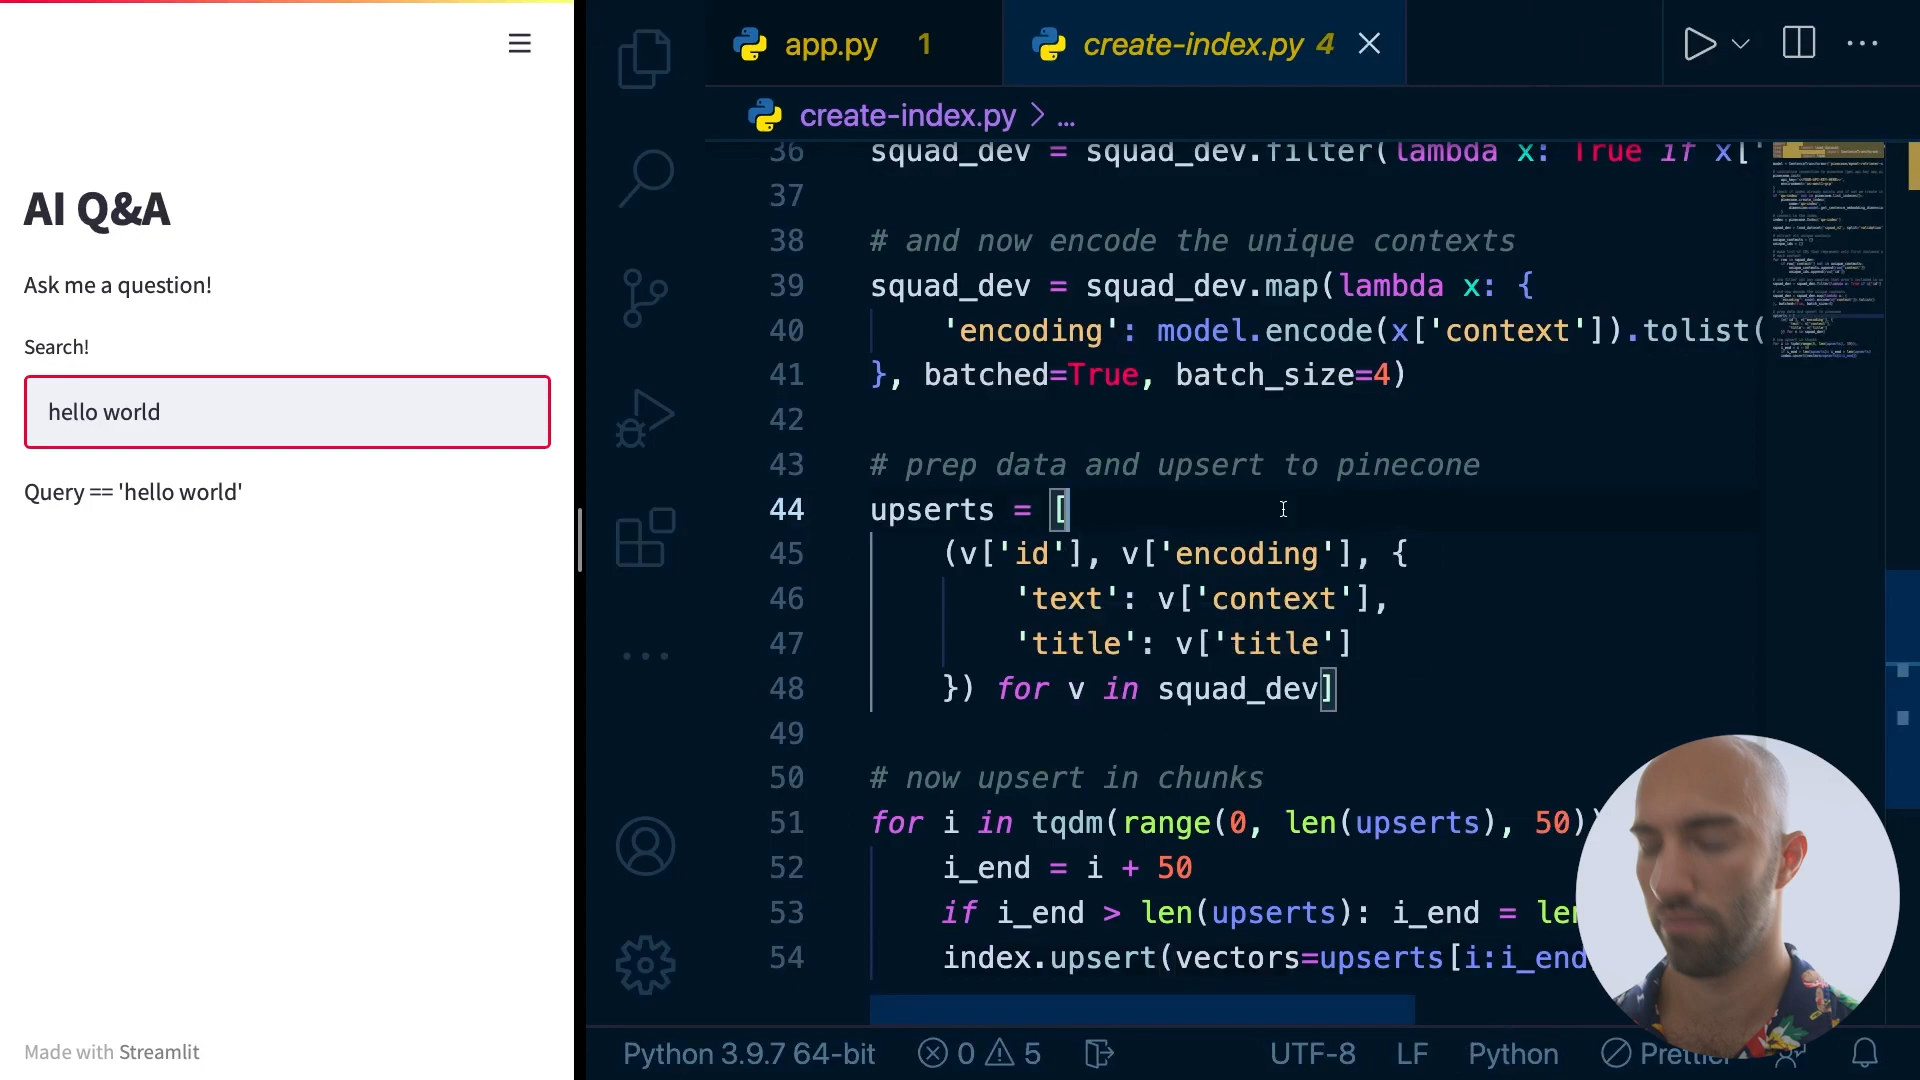 AI Q&A
Ask me a question!
Search!
hello world
Query == 'hello world'
Made with Streamlit
app.py 1
create-index.py 4
create-index.py > ...
36 squad_dev = squad_dev.filter(lambda x: True if x['
37
38 # and now encode the unique contexts
39 squad_dev = squad_dev.map(lambda x: {
40 'encoding': model.encode(x['context']).tolist(
41 }, batched=True, batch_size=4)
42
43 # prep data and upsert to pinecone
44 upserts = [
45 (v['id'], v['encoding'], {
46 'text': v['context'],
47 'title': v['title']
48 }) for v in squad_dev]
49
50 # now upsert in chunks
51 for i in tqdm(range(0, len(upserts), 50))
52 i_end = i + 50
53 if i_end > len(upserts): i_end = len
54 index.upsert(vectors=upserts[i:i_end
Python 3.9.7 64-bit 0 5 UTF-8 LF Python Prettier